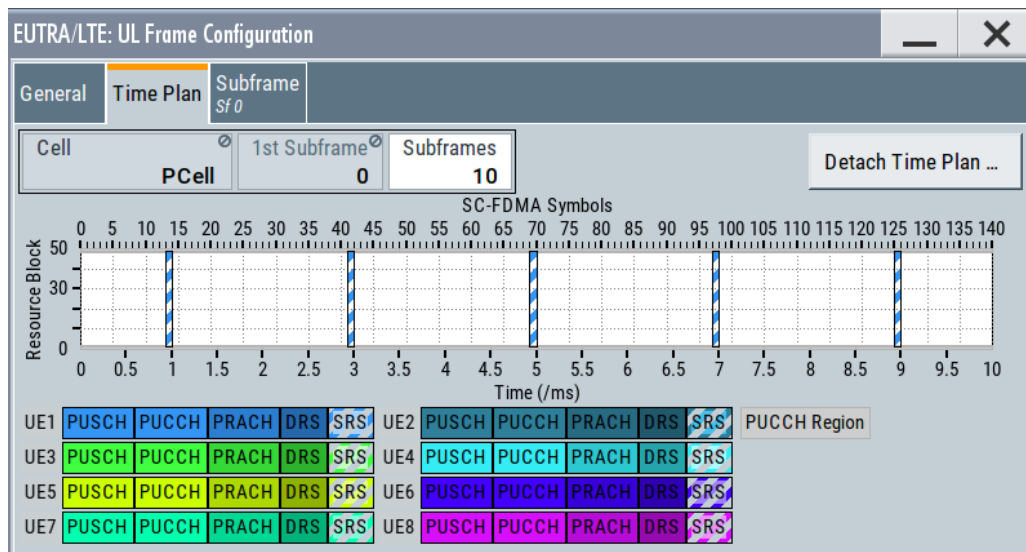 EUTRA/LTE: UL Frame Configuration
General Time Plan Subframe
Sf 0
Cell 1st Subframe Subframes
PCell 0 10
Detach Time Plan ...
SC-FDMA Symbols
0 5 10 15 20 25 30 35 40 45 50 55 60 65 70 75 80 85 90 95 100 105 110 115 120 125 130 135 140
Resource Block
50
30
0
0 0.5 1 1.5 2 2.5 3 3.5 4 4.5 5 5.5 6 6.5 7 7.5 8 8.5 9 9.5 10
Time (/ms)
UE1 PUSCH PUCCH PRACH DRS SRS UE2 PUSCH PUCCH PRACH DRS SRS PUCCH Region
UE3 PUSCH PUCCH PRACH DRS SRS UE4 PUSCH PUCCH PRACH DRS SRS
UE5 PUSCH PUCCH PRACH DRS SRS UE6 PUSCH PUCCH PRACH DRS SRS
UE7 PUSCH PUCCH PRACH DRS SRS UE8 PUSCH PUCCH PRACH DRS SRS